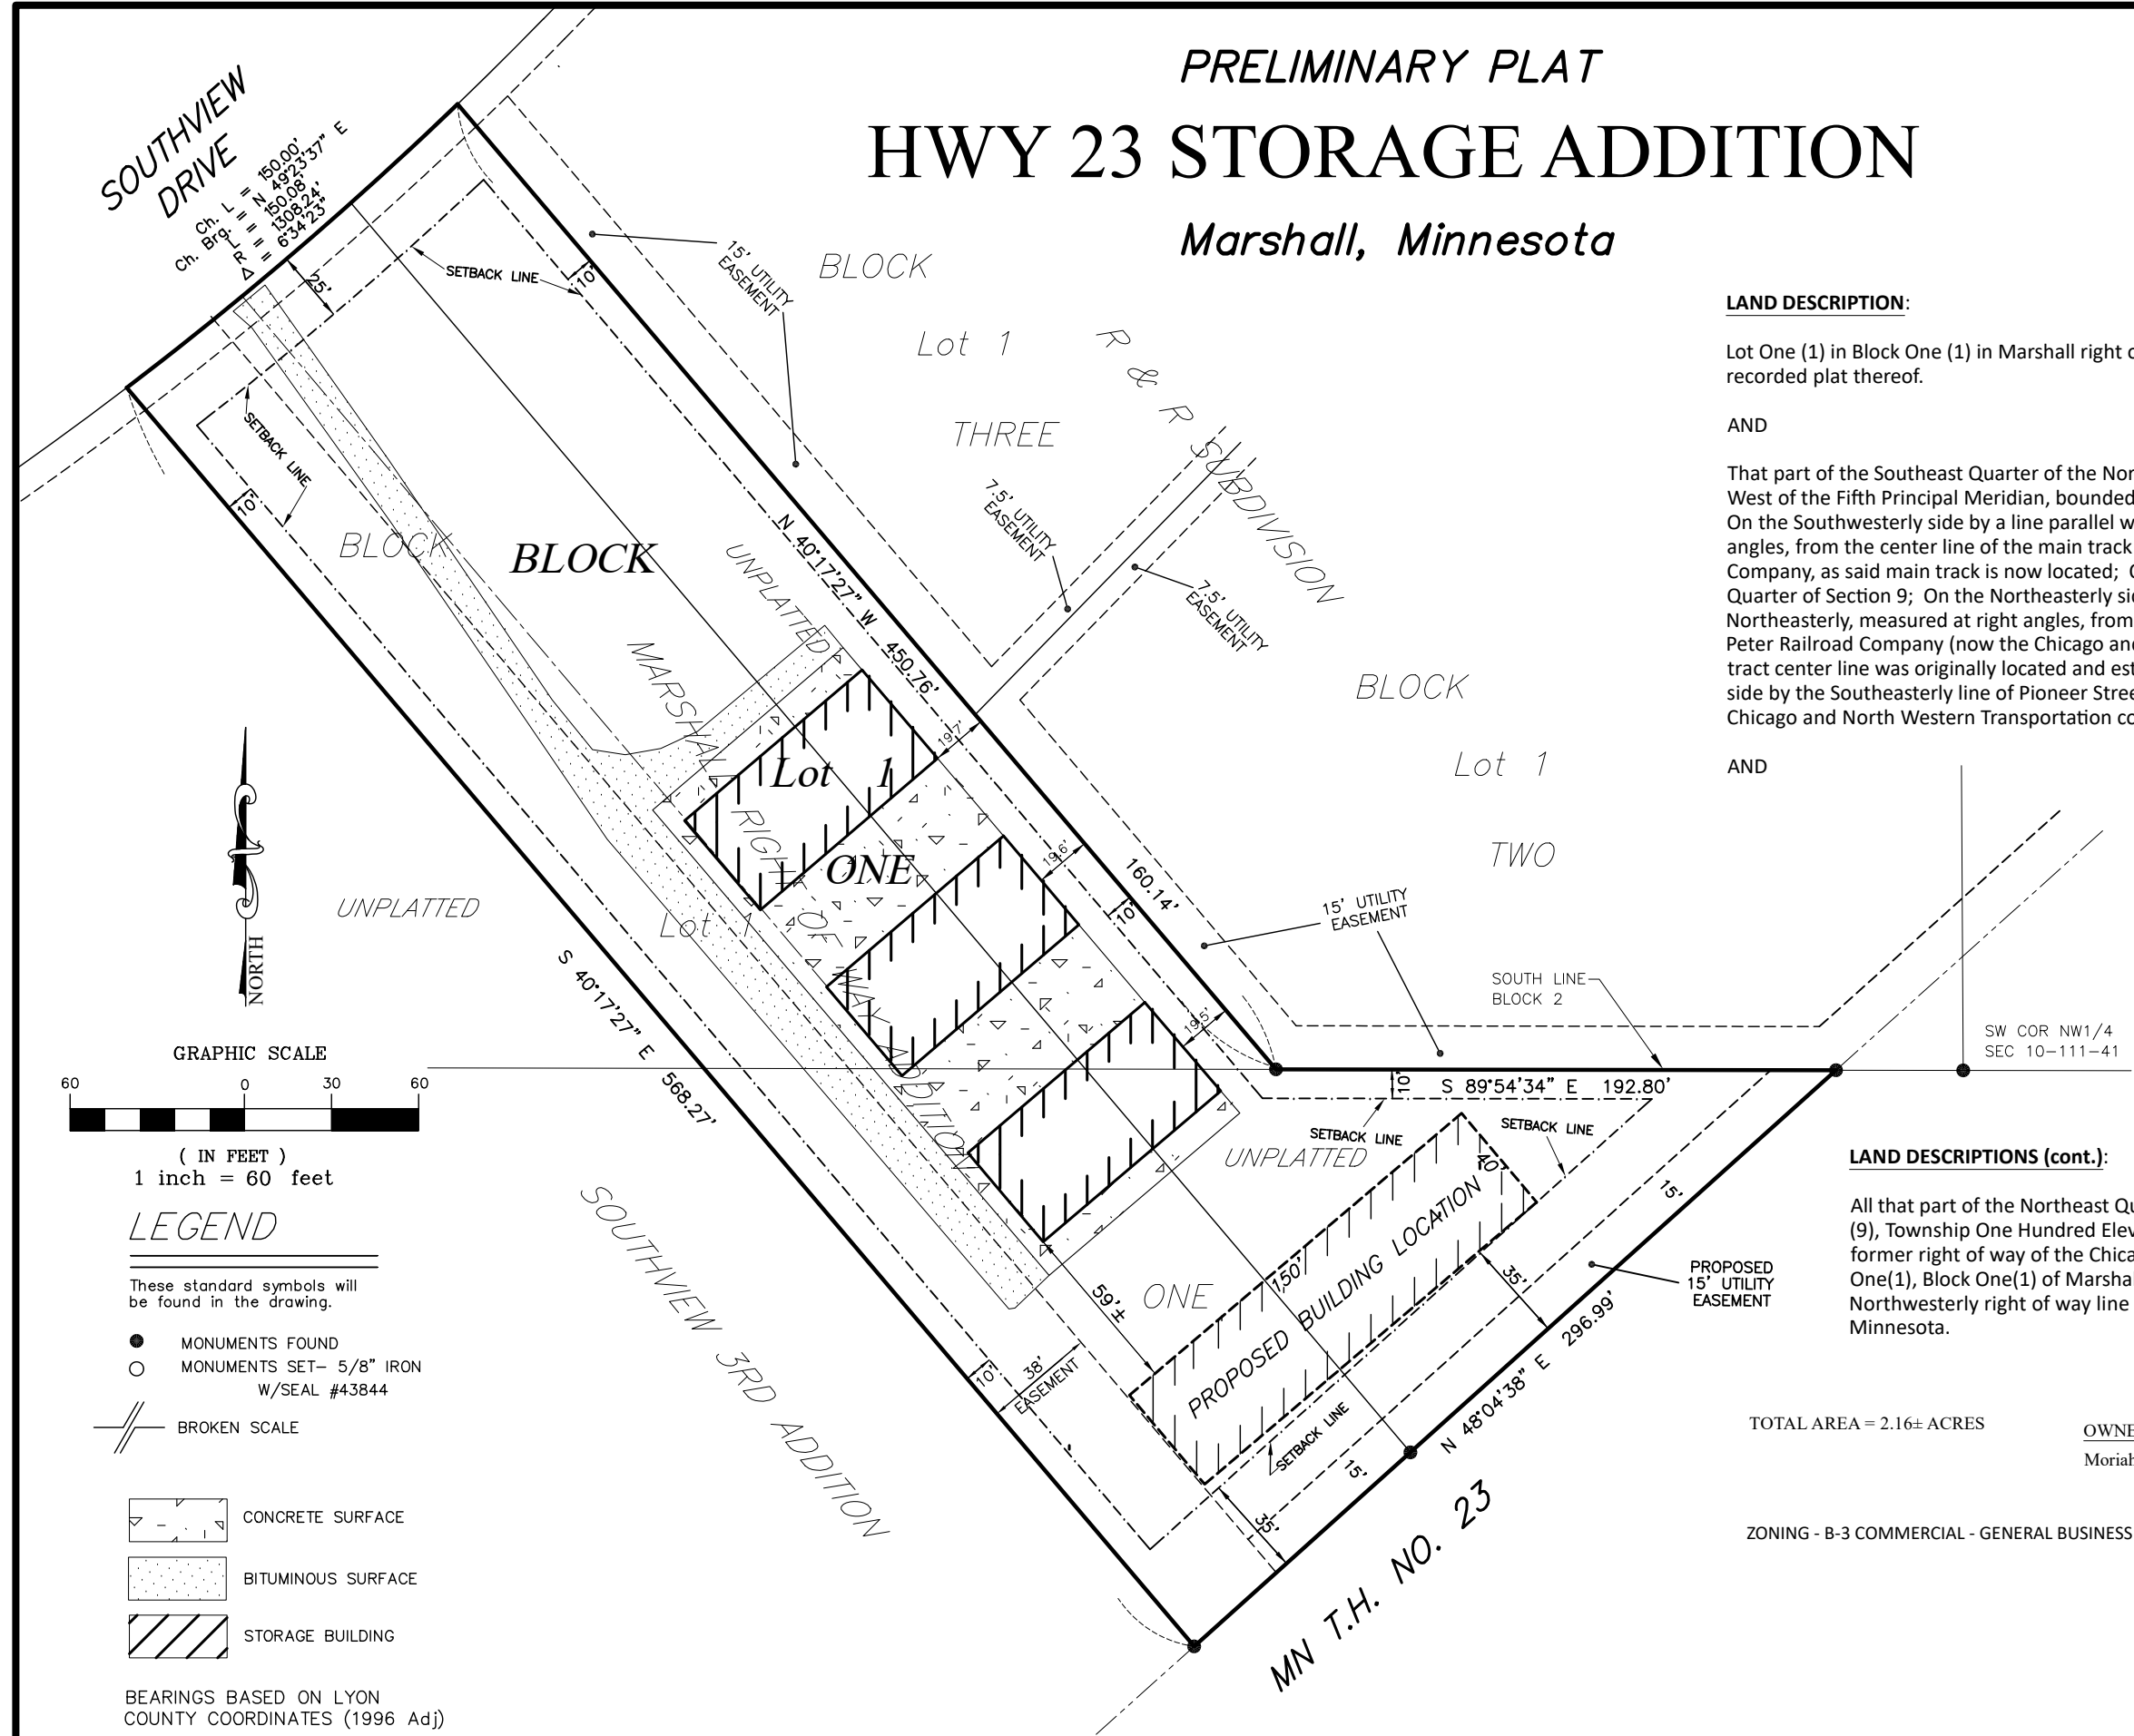 PRELIMINARY PLAT
HWY 23 STORAGE ADDITION
Marshall, Minnesota
SOUTHVIEW
DRIVE
Ch. L = 150.00'
Ch. Brg. = N 49°23'37" E
L = 150.08'
R = 1308.24'
Δ = 6°34'23"
25'
SETBACK LINE
10'
15' UTILITY
EASEMENT
BLOCK
Lot 1
THREE
R & R SUBDIVISION
SETBACK LINE
10'
BLOCK
BLOCK
UNPLATTED
N 40°17'27" W 450.76'
7.5' UTILITY
EASEMENT
7.5' UTILITY
EASEMENT
MARSHALL RIGHT OF WAY ADDITION
Lot 1
ONE
19.7'
19.6'
19.5'
160.14'
10'
BLOCK
Lot 1
TWO
15' UTILITY
EASEMENT
SOUTH LINE
BLOCK 2
SW COR NW1/4
SEC 10-111-41
UNPLATTED
Lot 1
S 40°17'27" E 568.27'
S 89°54'34" E 192.80'
10'
SETBACK LINE
SETBACK LINE
UNPLATTED
40'
150'
PROPOSED BUILDING LOCATION
15'
35'
PROPOSED
15' UTILITY
EASEMENT
59'±
ONE
10'
38'
EASEMENT
SETBACK LINE
N 48°04'38" E 296.99'
15'
35'
MN T.H. NO. 23
SOUTHVIEW 3RD ADDITION
LAND DESCRIPTION:
Lot One (1) in Block One (1) in Marshall right
recorded plat thereof.
AND
That part of the Southeast Quarter of the
West of the Fifth Principal Meridian, bounded
On the Southwesterly side by a line parallel
angles, from the center line of the main track
Company, as said main track is now located;
Quarter of Section 9; On the Northeasterly
Northeasterly, measured at right angles, from
Peter Railroad Company (now the Chicago
tract center line was originally located and
side by the Southeasterly line of Pioneer
Chicago and North Western Transportation
AND
LAND DESCRIPTIONS (cont.):
All that part of the Northeast
(9), Township One Hundred
former right of way of the
One(1), Block One(1) of
Northwesterly right of way line
Minnesota.
TOTAL AREA = 2.16± ACRES
ZONING - B-3 COMMERCIAL - GENERAL BUSINESS
NORTH
GRAPHIC SCALE
60 0 30 60
( IN FEET )
1 inch = 60 feet
LEGEND
These standard symbols will
be found in the drawing.
MONUMENTS FOUND
MONUMENTS SET- 5/8" IRON
W/SEAL #43844
BROKEN SCALE
CONCRETE SURFACE
BITUMINOUS SURFACE
STORAGE BUILDING
BEARINGS BASED ON LYON
COUNTY COORDINATES (1996 Adj)